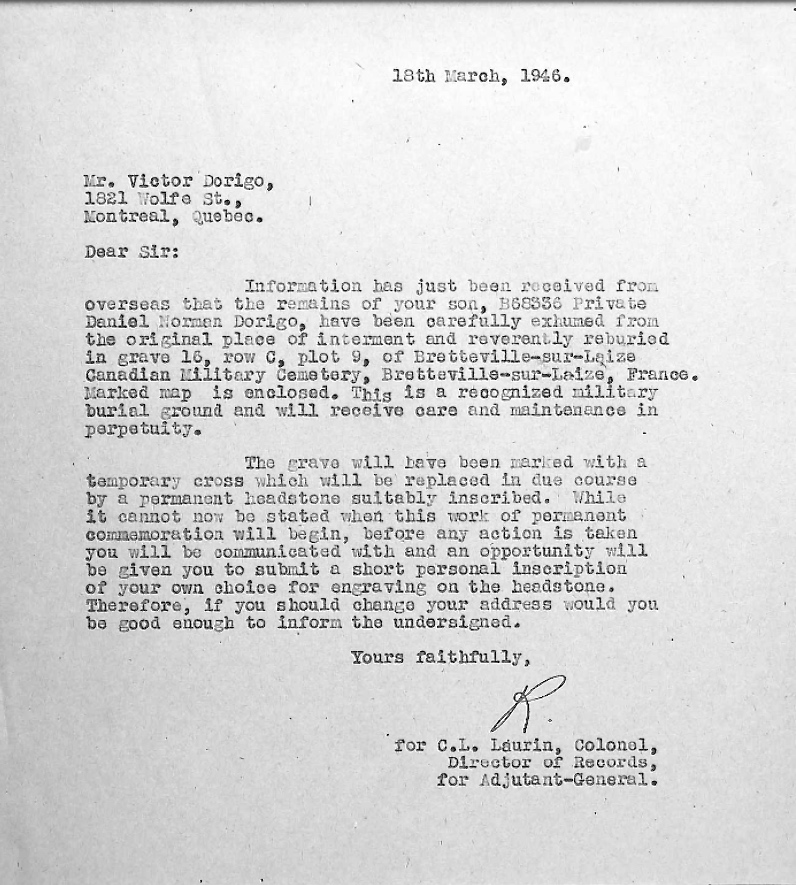 18th March, 1946.
Mr. Victor Dorigo,
1821 Wolfe St.,
Montreal, Quebec.
Dear Sir:
Information has just been received from
overseas that the remains of your son, B68336 Private
Daniel Norman Dorigo, have been carefully exhumed from
the original place of interment and reverently reburied
in grave 16, row C, plot 9, of Bretteville-sur-Laize
Canadian Military Cemetery, Bretteville-sur-Laize, France.
Marked map is enclosed. This is a recognized military
burial ground and will receive care and maintenance in
perpetuity.
The grave will have been marked with a
temporary cross which will be replaced in due course
by a permanent headstone suitably inscribed. While
it cannot now be stated when this work of permanent
commemoration will begin, before any action is taken
you will be communicated with and an opportunity will
be given you to submit a short personal inscription
of your own choice for engraving on the headstone.
Therefore, if you should change your address would you
be good enough to inform the undersigned.
Yours faithfully,
R.
for C.L. Laurin, Colonel,
Director of Records,
for Adjutant-General.